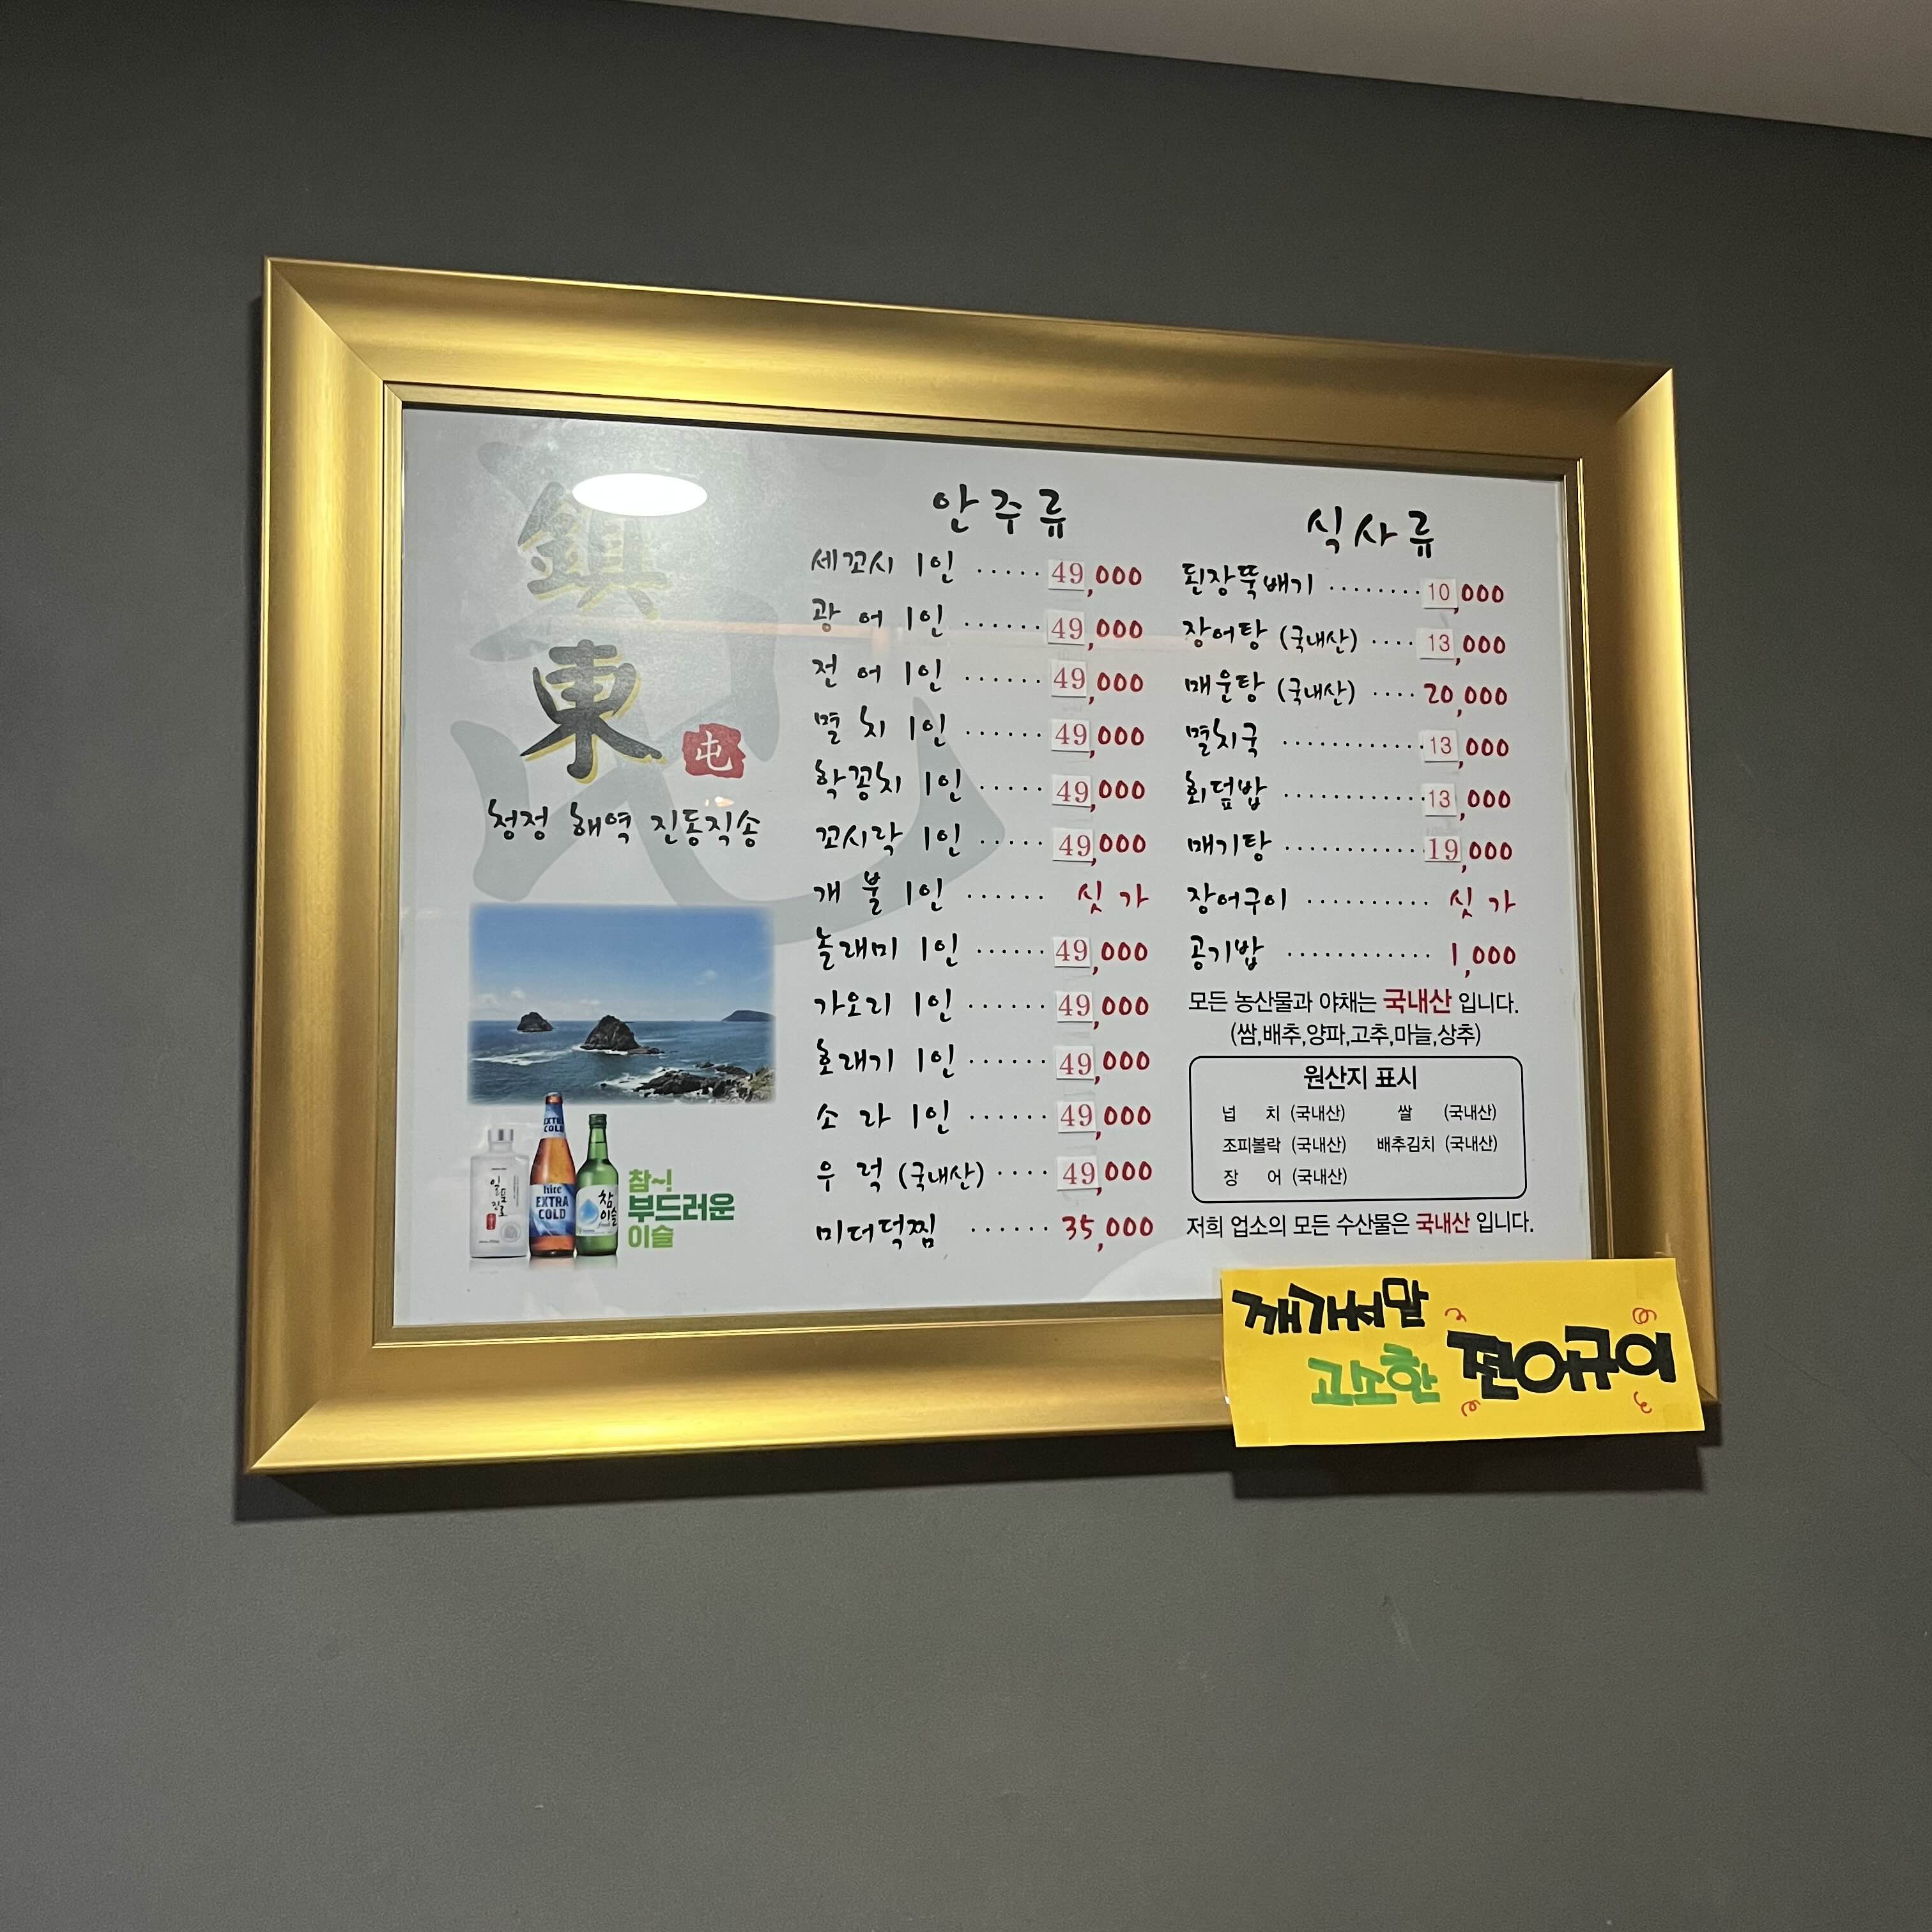 鎭
東
屯
청정 해역 진동직송
일품진로
EXTRA
COLD
hite
EXTRA
COLD
참이슬
fresh
참~!
부드러운
이슬
안주류
세꼬시 1인 ····· 49,000
광 어 1인 ······ 49,000
전 어 1인 ······ 49,000
멸 치 1인 ······ 49,000
학꽁치 1인 ····· 49,000
꼬시락 1인 ····· 49,000
개 불 1인 ······ 싯 가
놀래미 1인 ······ 49,000
가오리 1인 ······ 49,000
호래기 1인 ······ 49,000
소 라 1인 ······ 49,000
우 럭 (국내산) ···· 49,000
미더덕찜 ······ 35,000
식사류
된장뚝배기 ········ 10,000
장어탕 (국내산) ···· 13,000
매운탕 (국내산) ···· 20,000
멸치국 ············ 13,000
회덮밥 ············ 13,000
메기탕 ············ 19,000
장어구이 ·········· 싯 가
공기밥 ············ 1,000
모든 농산물과 야채는 국내산 입니다.
(쌈,배추,양파,고추,마늘,상추)
원산지 표시
넙 치 (국내산) 쌀 (국내산)
조피볼락 (국내산) 배추김치 (국내산)
장 어 (국내산)
저희 업소의 모든 수산물은 국내산 입니다.
깨가서말
고소한 전어구이